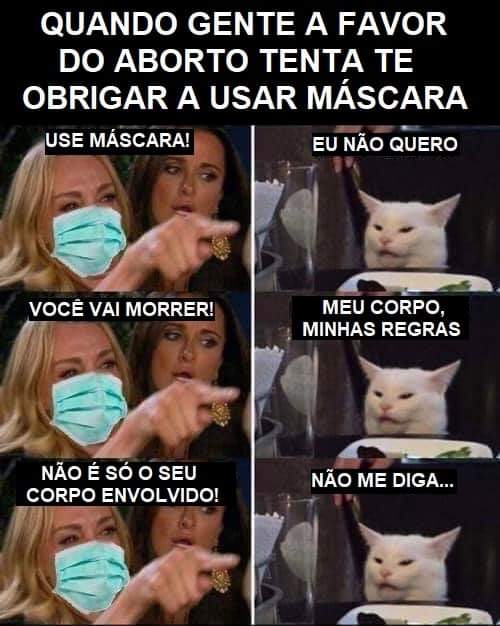 QUANDO GENTE A FAVOR
DO ABORTO TENTA TE
OBRIGAR A USAR MÁSCARA
USE MÁSCARA!
EU NÃO QUERO
VOCÊ VAI MORRER!
MEU CORPO,
MINHAS REGRAS
NÃO É SÓ O SEU
CORPO ENVOLVIDO!
NÃO ME DIGA...